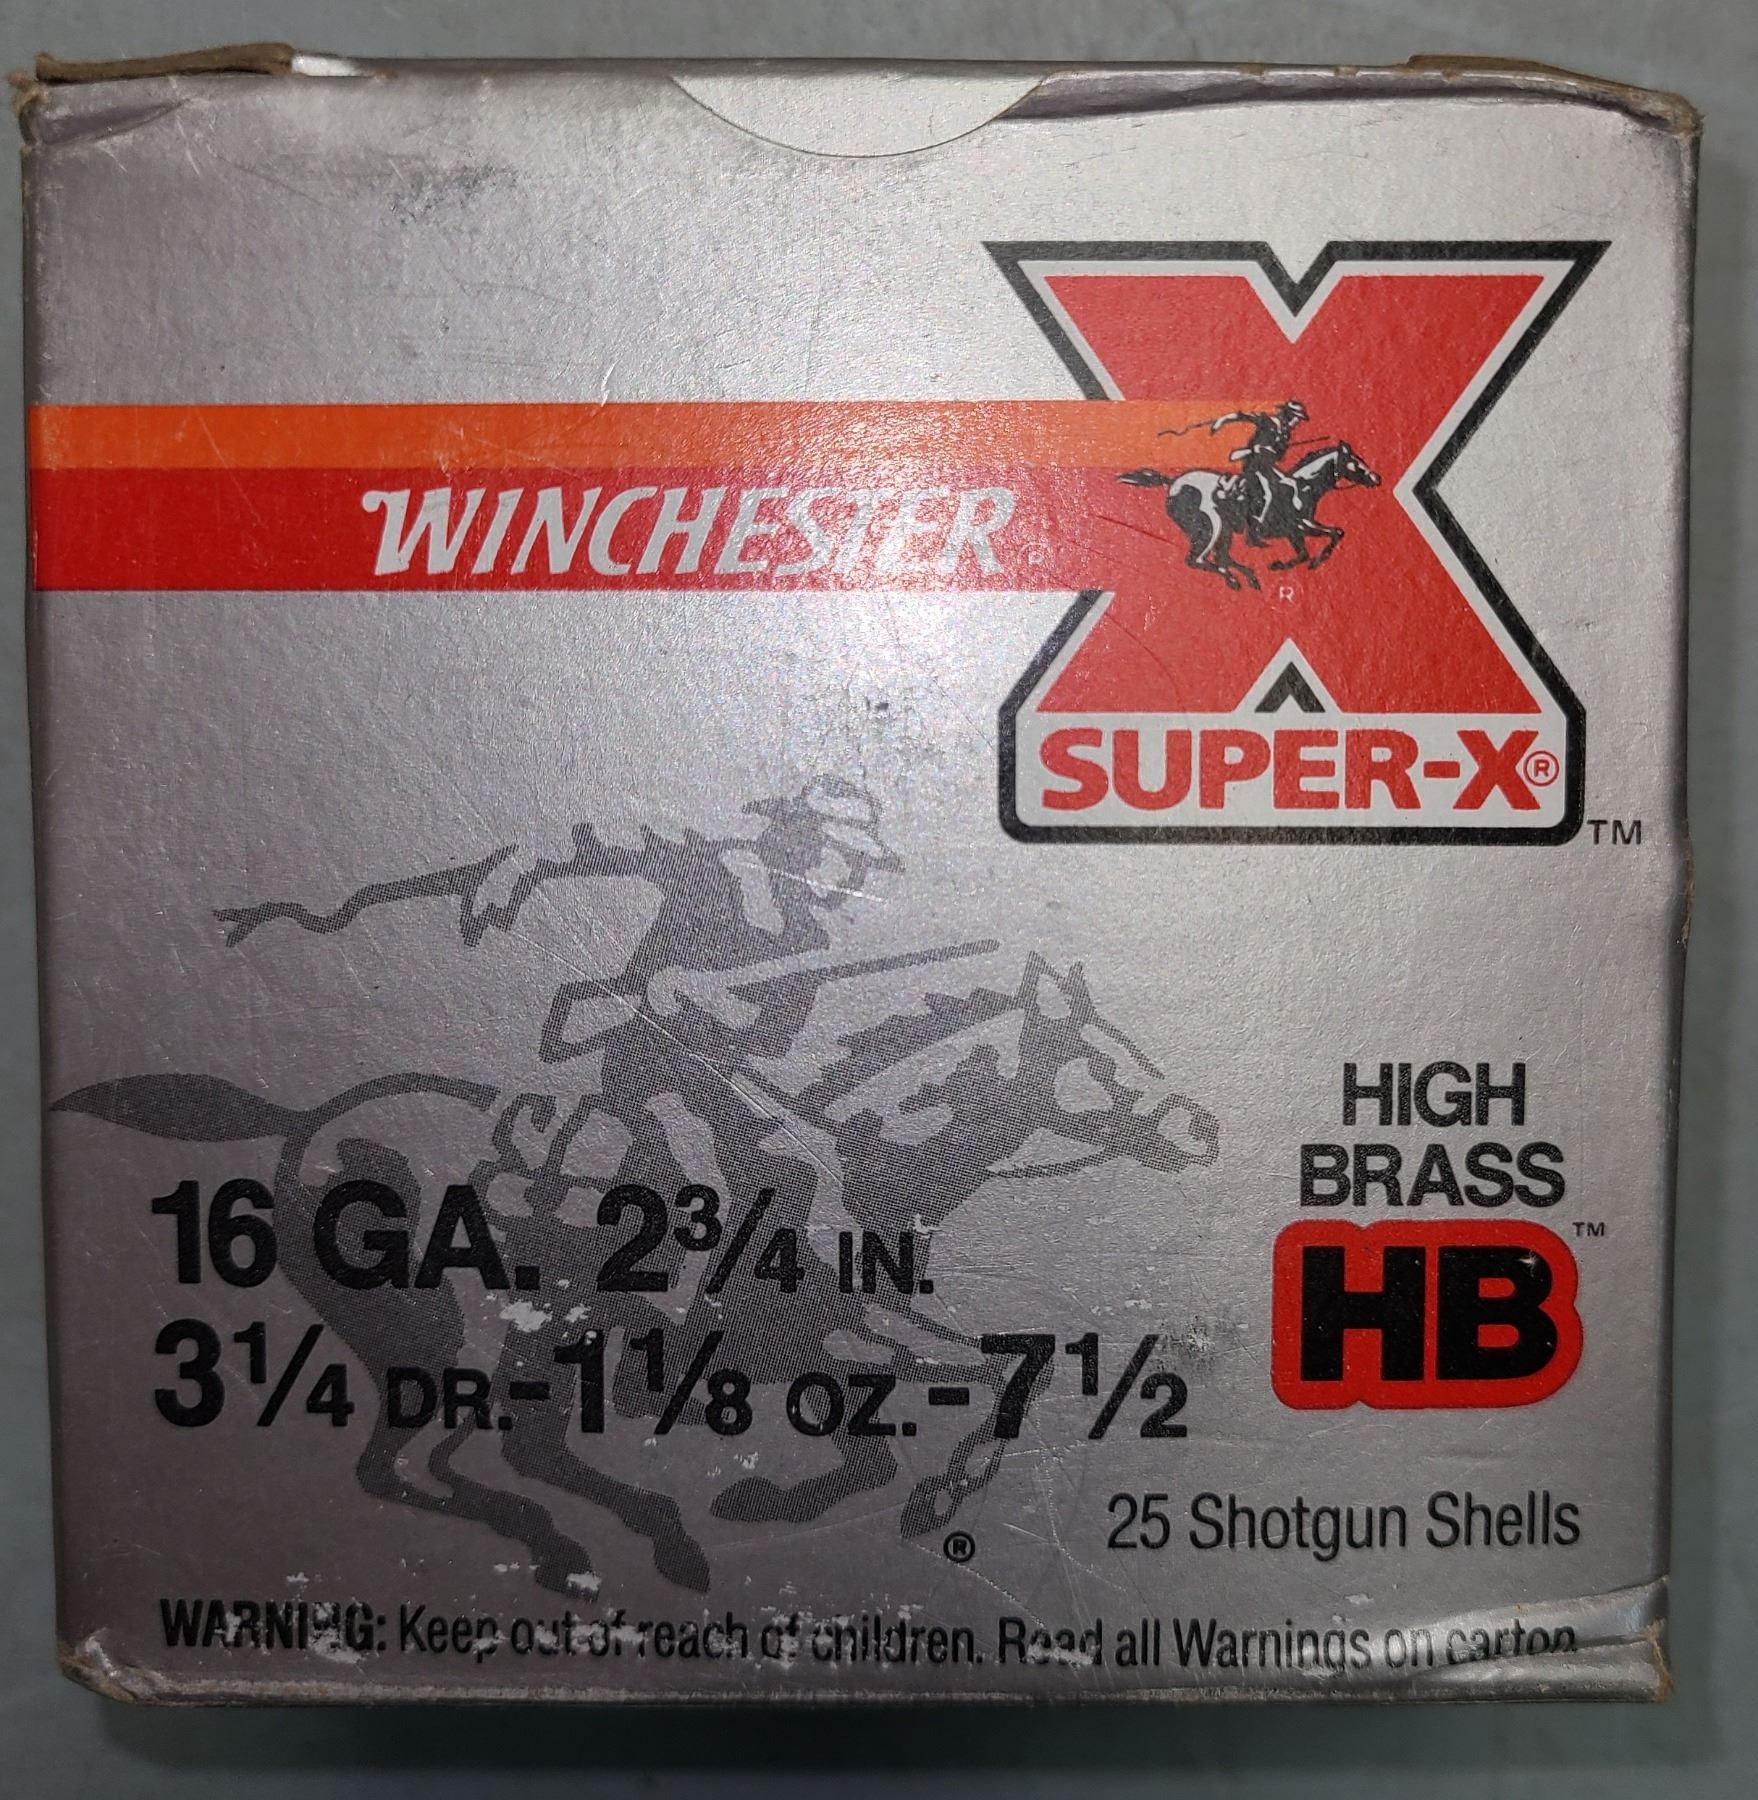 WINCHESTER®
®
SUPER-X®
TM
HIGH
BRASS
HB™
16 GA. 2 3/4 IN.
3 1/4 DR.-1 1/8 OZ.-7 1/2
25 Shotgun Shells
®
WARNING: Keep out of reach of children. Read all Warnings on carton.